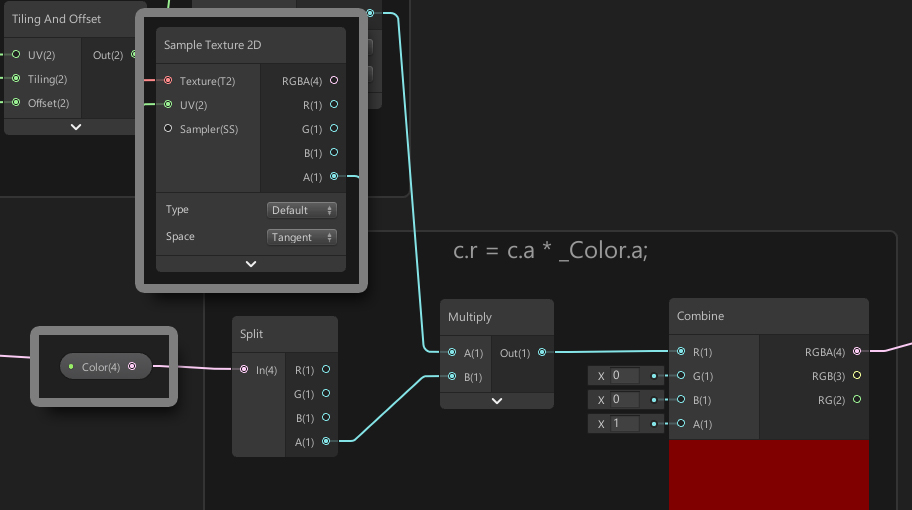 Tiling And Offset
UV(2)
Out(2)
Tiling(2)
Offset(2)
Sample Texture 2D
Texture(T2)
RGBA(4)
UV(2)
R(1)
Sampler(SS)
G(1)
B(1)
A(1)
Type
Default
Space
Tangent
c.r = c.a * _Color.a;
Color(4)
Split
In(4)
R(1)
G(1)
B(1)
A(1)
Multiply
A(1)
Out(1)
B(1)
X 0
X 0
X 1
Combine
R(1)
RGBA(4)
G(1)
RGB(3)
B(1)
RG(2)
A(1)